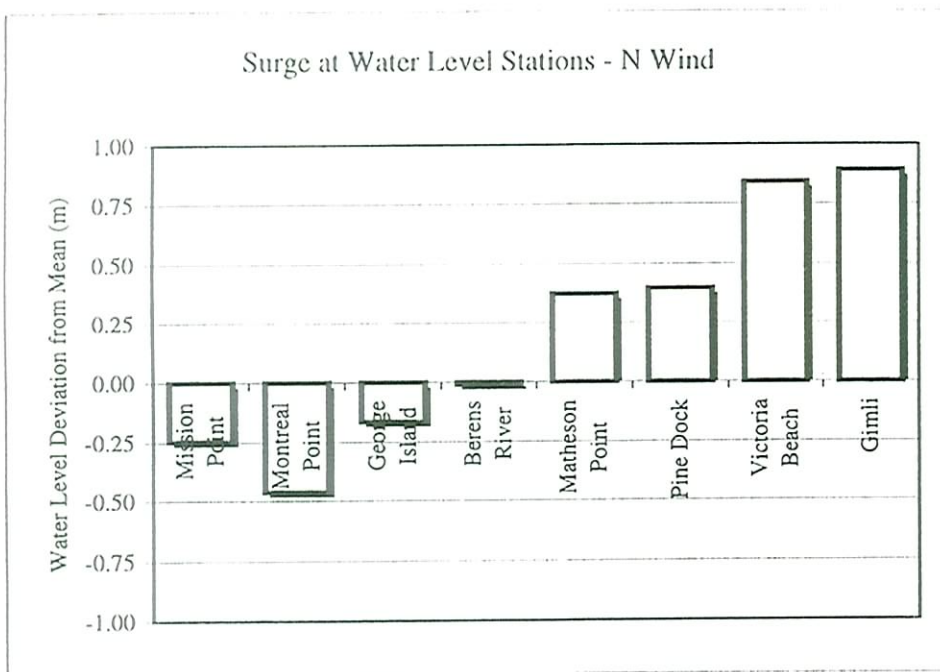 Surge at Water Level Stations - N Wind
Water Level Deviation from Mean (m)
1.00
0.75
0.50
0.25
0.00
-0.25
-0.50
-0.75
-1.00
Mission
Point
Montreal
Point
George
Island
Berens
River
Matheson
Point
Pine Dock
Victoria
Beach
Gimli